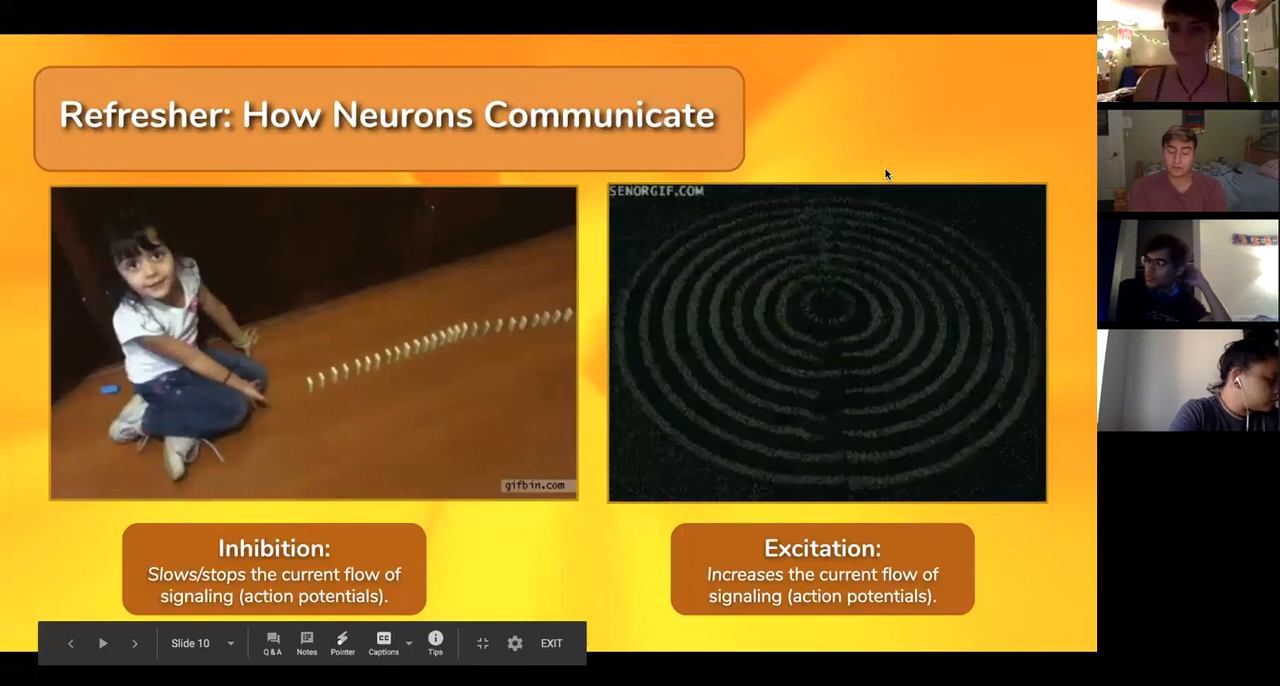 Refresher: How Neurons Communicate
SENORGIF.COM
gifbin.com
Inhibition:
Slows/stops the current flow of
signaling (action potentials).
Excitation:
Increases the current flow of
signaling (action potentials).
Slide 10
Q & A
Notes
Pointer
CC
Captions
Tips
EXIT